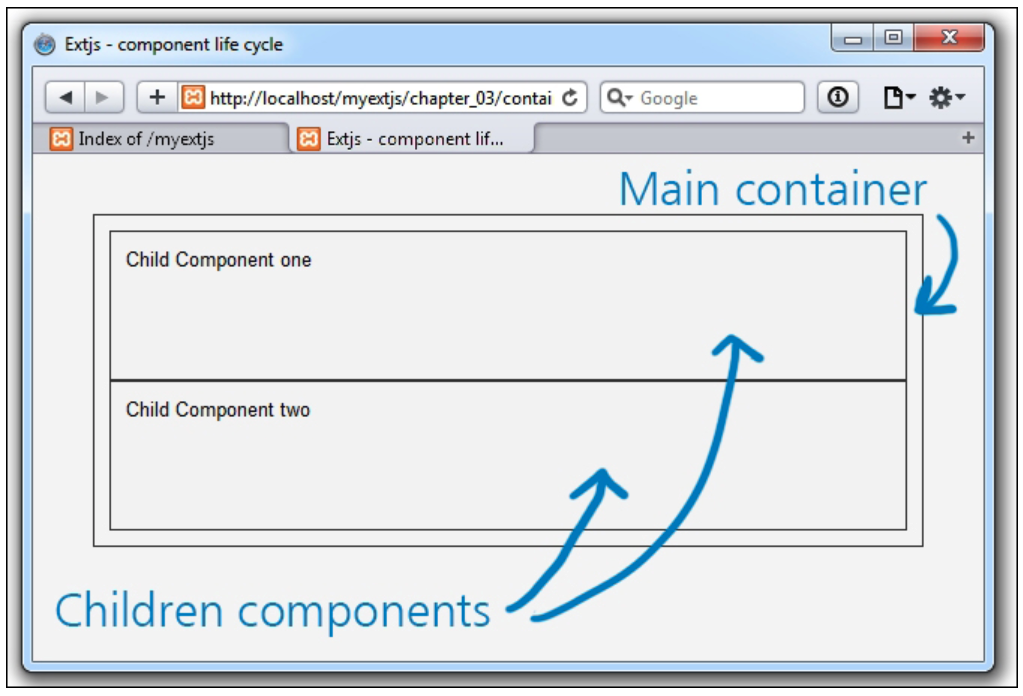 Extjs - component life cycle
http://localhost/myextjs/chapter_03/contai
Google
Index of /myextjs
Extjs - component lif...
Main container
Child Component one
Child Component two
Children components